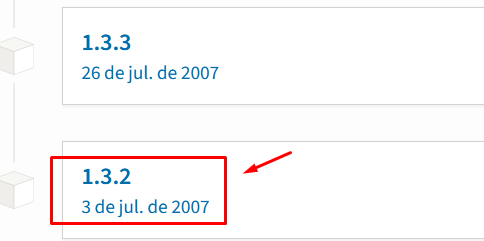 1.3.3
26 de jul. de 2007
1.3.2
3 de jul. de 2007